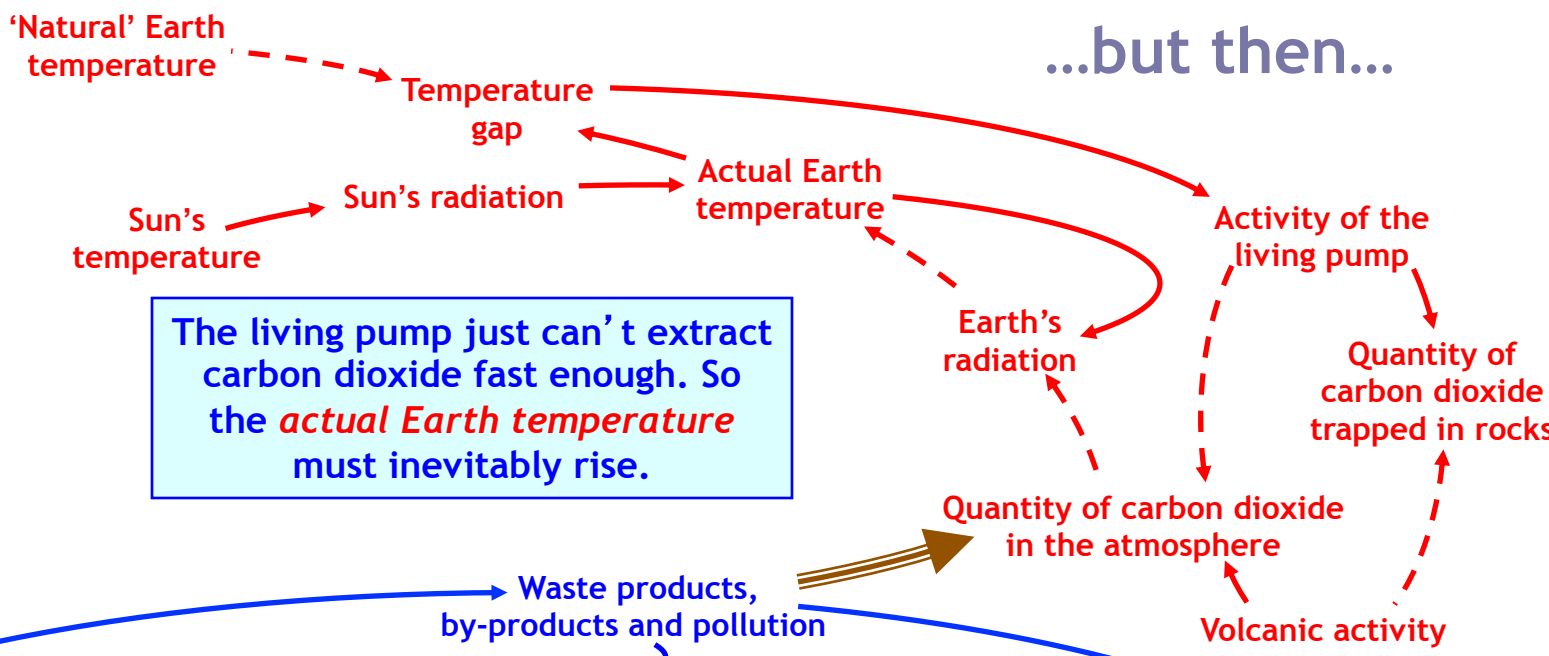 ‘Natural’ Earth
temperature
…but then…
Temperature
gap
Actual Earth
temperature
Sun’s radiation
Sun’s
temperature
Activity of the
living pump
The living pump just can’t extract
carbon dioxide fast enough. So
the actual Earth temperature
must inevitably rise.
Earth’s
radiation
Quantity of
carbon dioxide
trapped in rocks
Quantity of carbon dioxide
in the atmosphere
Waste products,
by-products and pollution
Volcanic activity